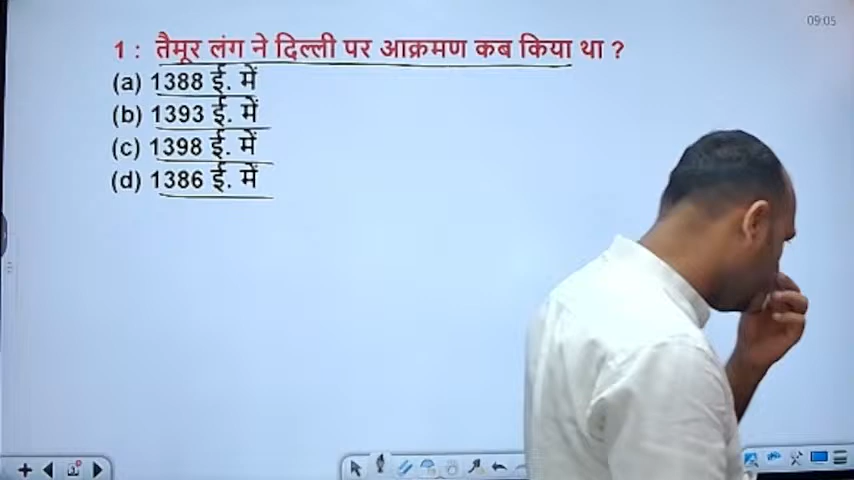 09:05
1 : तैमूर लंग ने दिल्ली पर आक्रमण कब किया था ?
(a) 1388 ई. में
(b) 1393 ई. में
(c) 1398 ई. में
(d) 1386 ई. में